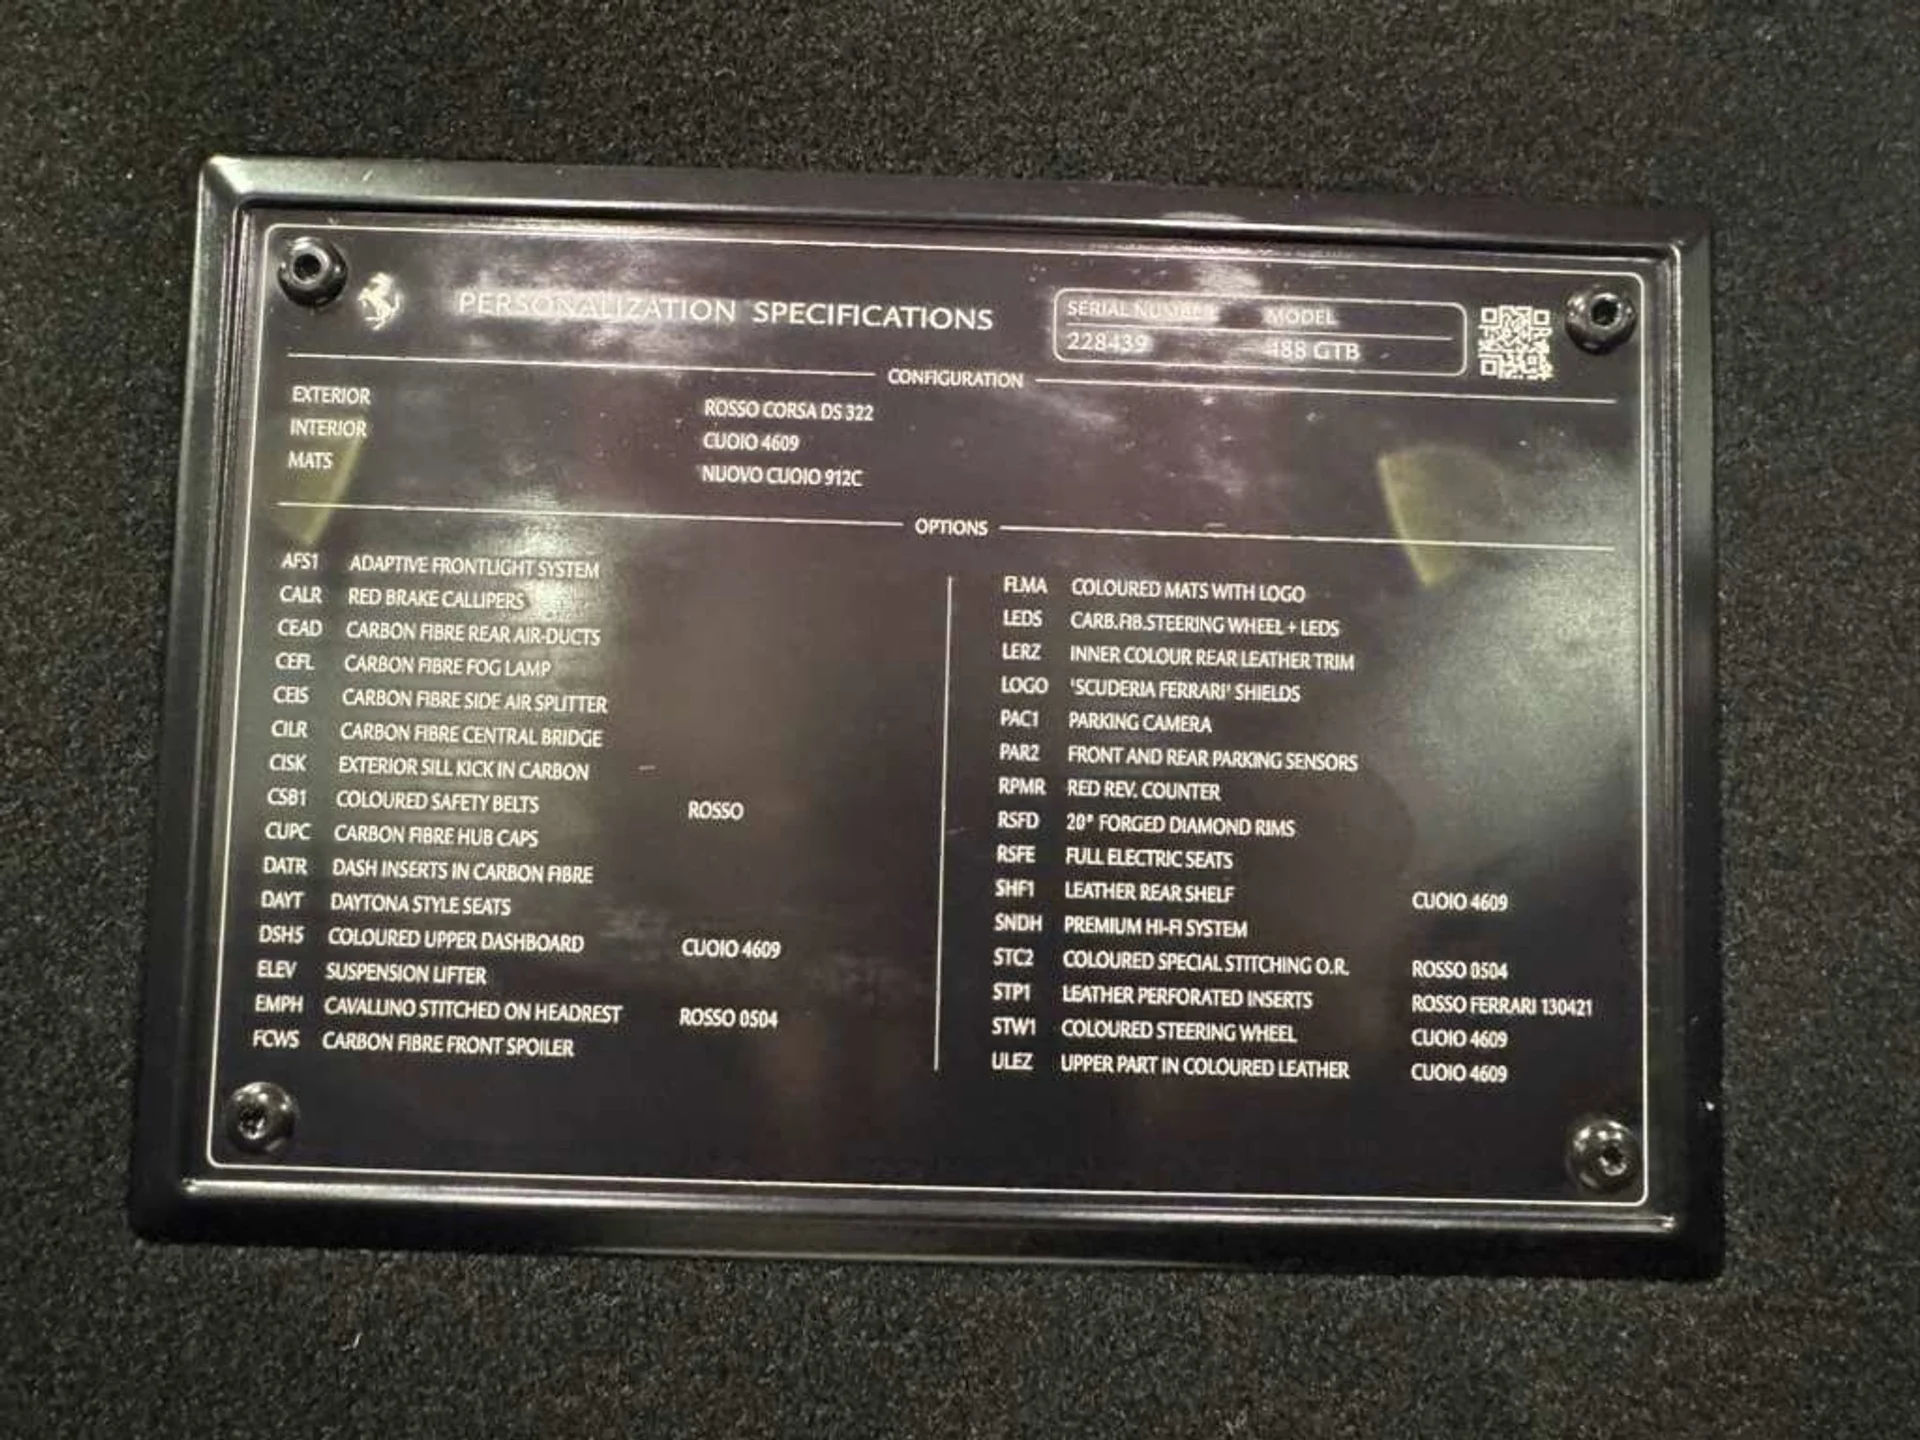 PERSONALIZATION SPECIFICATIONS
SERIAL NUMBER MODEL
228439 488 GTB
CONFIGURATION
EXTERIOR ROSSO CORSA DS 322
INTERIOR CUOIO 4609
MATS NUOVO CUOIO 912C
OPTIONS
AFS1 ADAPTIVE FRONTLIGHT SYSTEM
CALR RED BRAKE CALLIPERS
CEAD CARBON FIBRE REAR AIR-DUCTS
CEFL CARBON FIBRE FOG LAMP
CEIS CARBON FIBRE SIDE AIR SPLITTER
CILR CARBON FIBRE CENTRAL BRIDGE
CISK EXTERIOR SILL KICK IN CARBON
CSB1 COLOURED SAFETY BELTS ROSSO
CUPC CARBON FIBRE HUB CAPS
DATR DASH INSERTS IN CARBON FIBRE
DAYT DAYTONA STYLE SEATS
DSH5 COLOURED UPPER DASHBOARD CUOIO 4609
ELEV SUSPENSION LIFTER
EMPH CAVALLINO STITCHED ON HEADREST ROSSO 0504
FCWS CARBON FIBRE FRONT SPOILER
FLMA COLOURED MATS WITH LOGO
LEDS CARB.FIB.STEERING WHEEL + LEDS
LERZ INNER COLOUR REAR LEATHER TRIM
LOGO 'SCUDERIA FERRARI' SHIELDS
PAC1 PARKING CAMERA
PAR2 FRONT AND REAR PARKING SENSORS
RPMR RED REV. COUNTER
RSFD 20" FORGED DIAMOND RIMS
RSFE FULL ELECTRIC SEATS
SHF1 LEATHER REAR SHELF CUOIO 4609
SNDH PREMIUM HI-FI SYSTEM
STC2 COLOURED SPECIAL STITCHING O.R. ROSSO 0504
STP1 LEATHER PERFORATED INSERTS ROSSO FERRARI 130421
STW1 COLOURED STEERING WHEEL CUOIO 4609
ULEZ UPPER PART IN COLOURED LEATHER CUOIO 4609